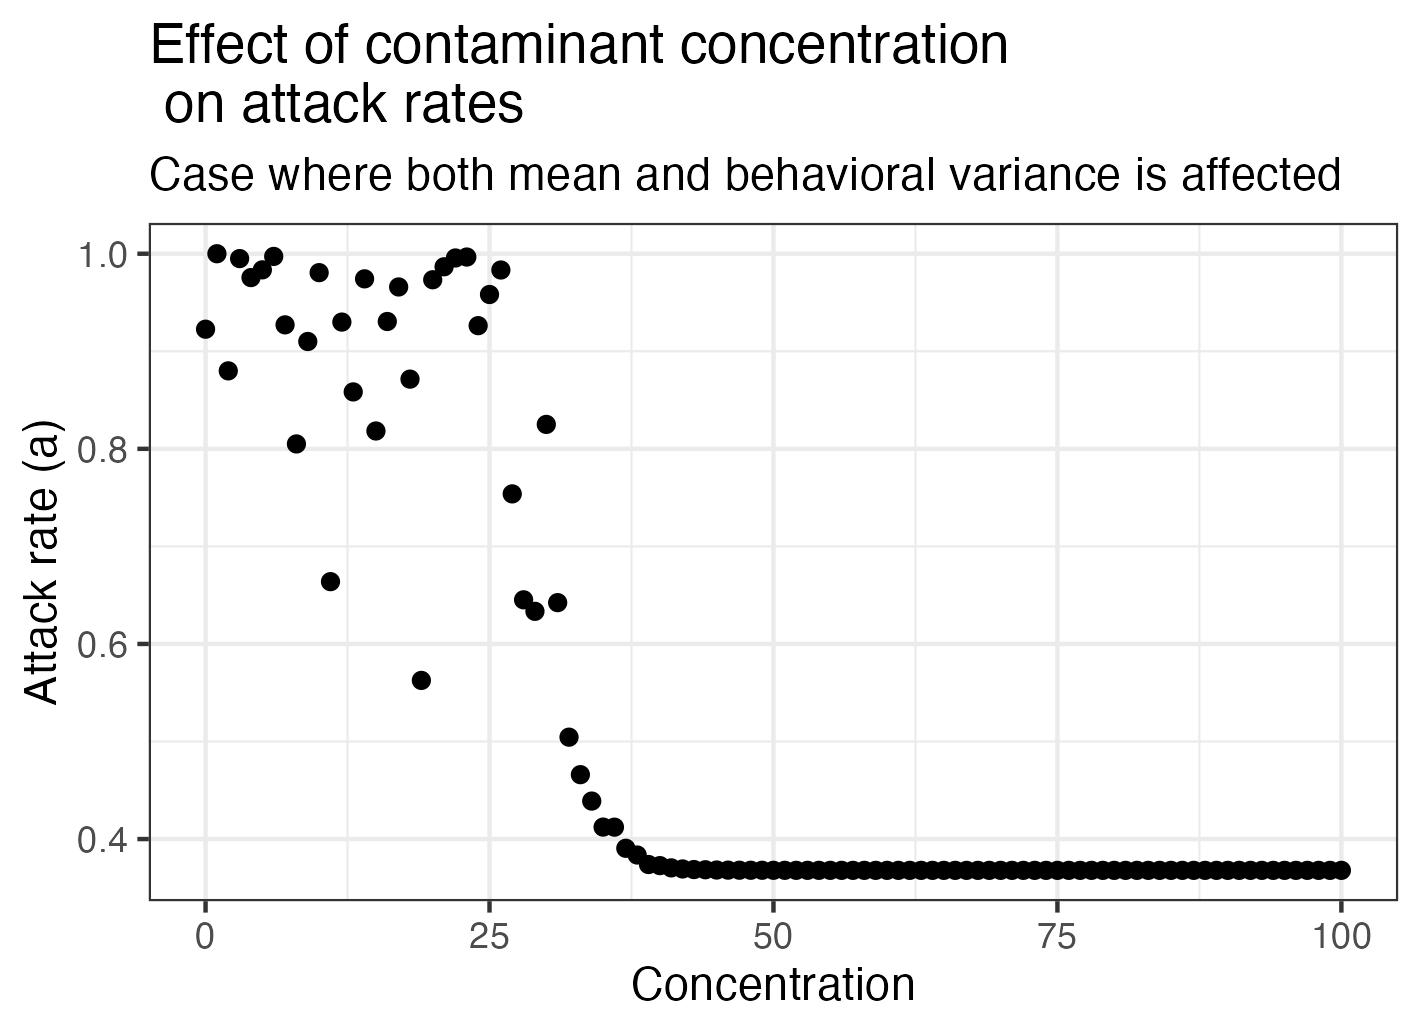 Effect of contaminant concentration
on attack rates
Case where both mean and behavioral variance is affected
1.0
0.8
0.6
0.4
Attack rate (a)
0 25 50 75 100
Concentration